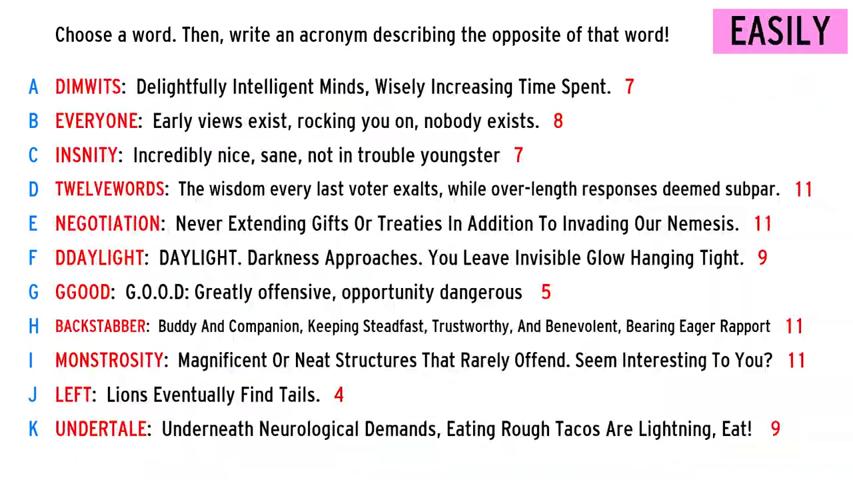 Choose a word. Then, write an acronym describing the opposite of that word!
EASILY
A DIMWITS: Delightfully Intelligent Minds, Wisely Increasing Time Spent. 7
B EVERYONE: Early views exist, rocking you on, nobody exists. 8
C INSNITY: Incredibly nice, sane, not in trouble youngster 7
D TWELVEWORDS: The wisdom every last voter exalts, while over-length responses deemed subpar. 11
E NEGOTIATION: Never Extending Gifts Or Treaties In Addition To Invading Our Nemesis. 11
F DDAYLIGHT: DAYLIGHT. Darkness Approaches. You Leave Invisible Glow Hanging Tight. 9
G GGOOD: G.O.O.D: Greatly offensive, opportunity dangerous 5
H BACKSTABBER: Buddy And Companion, Keeping Steadfast, Trustworthy, And Benevolent, Bearing Eager Rapport 11
I MONSTROSITY: Magnificent Or Neat Structures That Rarely Offend. Seem Interesting To You? 11
J LEFT: Lions Eventually Find Tails. 4
K UNDERTALE: Underneath Neurological Demands, Eating Rough Tacos Are Lightning, Eat! 9